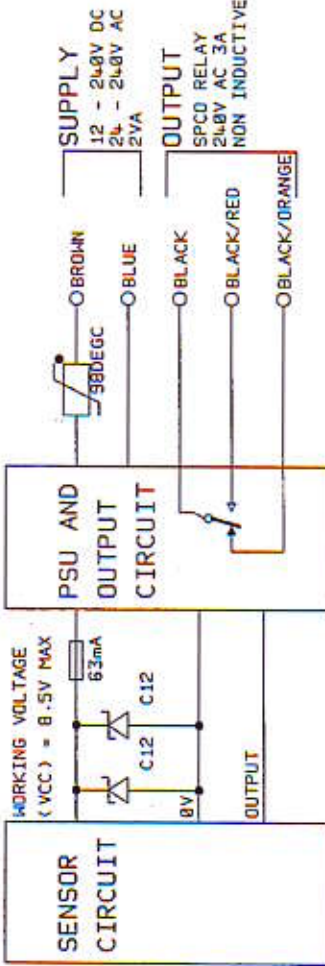 SENSOR
CIRCUIT
WORKING VOLTAGE
(VCC) = 8.5V MAX
63mA
C12
C12
0V
OUTPUT
PSU AND
OUTPUT
CIRCUIT
98DEGC
BROWN
BLUE
BLACK
BLACK/RED
BLACK/ORANGE
SUPPLY
12 - 240V DC
24 - 240V AC
2VA
OUTPUT
SPCO RELAY
240V AC 3A
NON INDUCTIVE